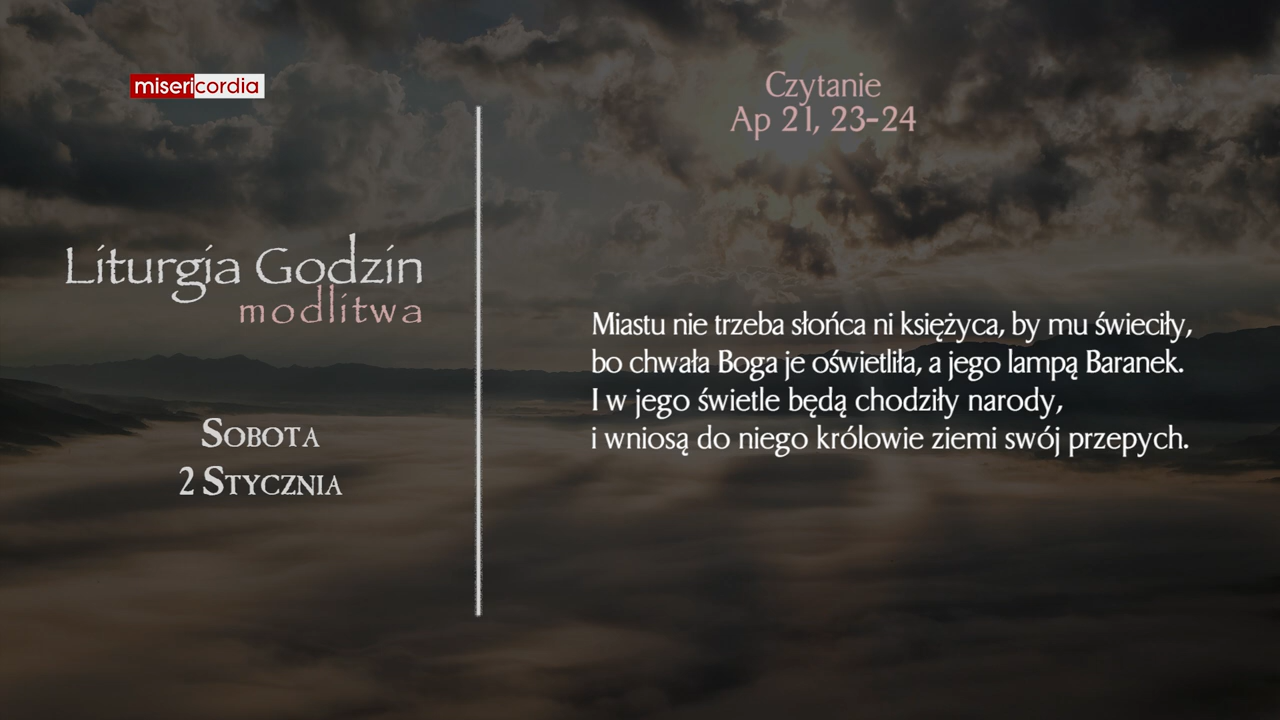 misericordia
Liturgia Godzin
modlitwa
Sobota
2 Stycznia
Czytanie
Ap 21, 23-24
Miastu nie trzeba słońca ni księżyca, by mu świeciły,
bo chwała Boga je oświetliła, a jego lampą Baranek.
I w jego świetle będą chodziły narody,
i wniosą do niego królowie ziemi swój przepych.